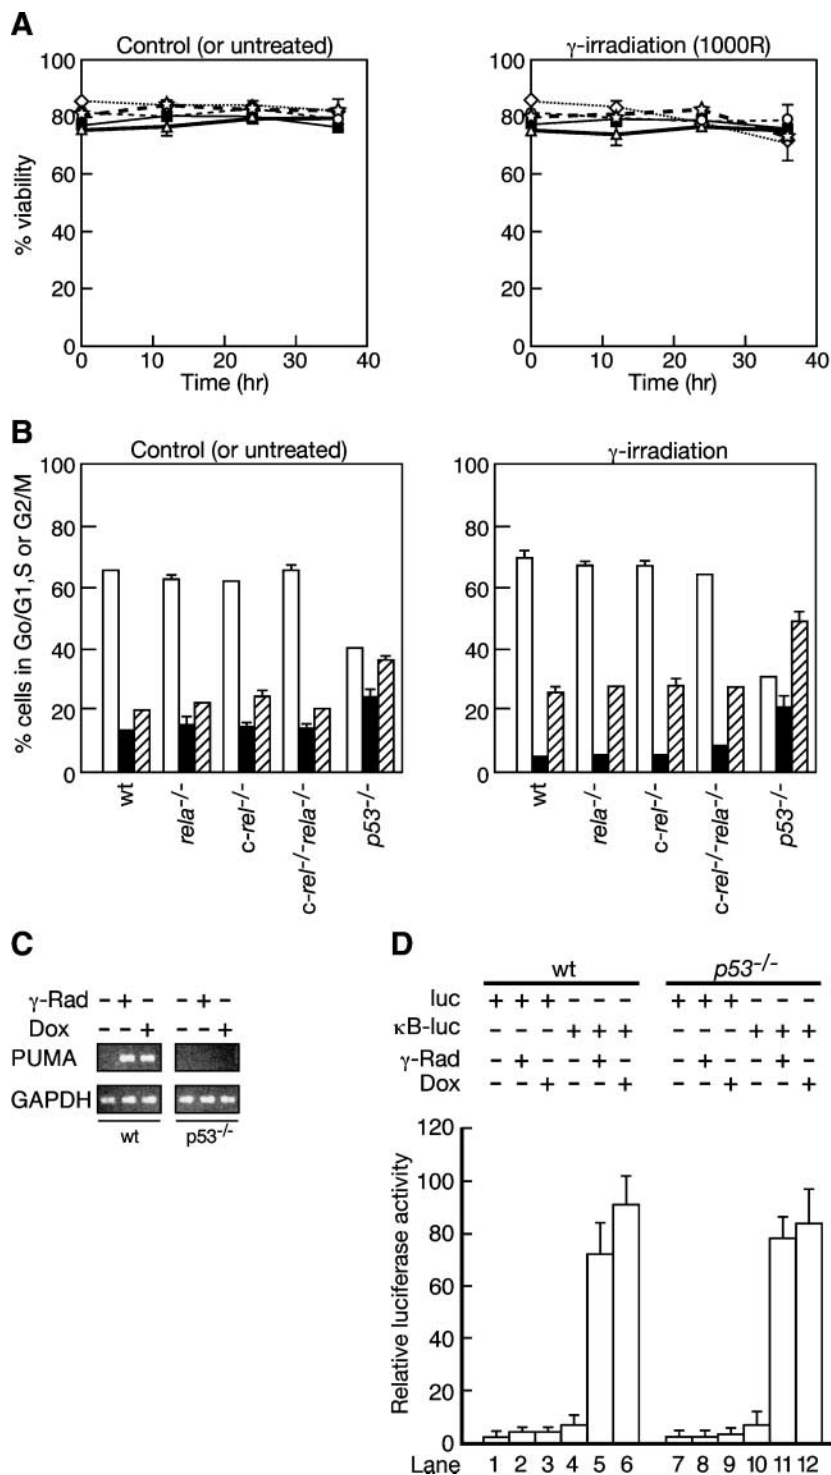 A
Control (or untreated)
γ-irradiation (1000R)
% viability
100
80
60
40
20
0
0 10 20 30 40
Time (hr)
100
80
60
40
20
0
0 10 20 30 40
Time (hr)
B
Control (or untreated)
γ-irradiation
% cells in Go/G1,S or G2/M
100
80
60
40
20
0
wt
rela-/-
c-rel-/-
c-rel-/-rela-/-
p53-/-
100
80
60
40
20
0
wt
rela-/-
c-rel-/-
c-rel-/-rela-/-
p53-/-
C
γ-Rad - + - - + -
Dox - - + - - +
PUMA
GAPDH
wt p53-/-
D
wt p53-/-
luc + + + - - - + + + - - -
κB-luc - - - + + + - - - + + +
γ-Rad - + - - + - - + - - + -
Dox - - + - - + - - + - - +
Relative luciferase activity
120
100
80
60
40
20
0
Lane 1 2 3 4 5 6 7 8 9 10 11 12